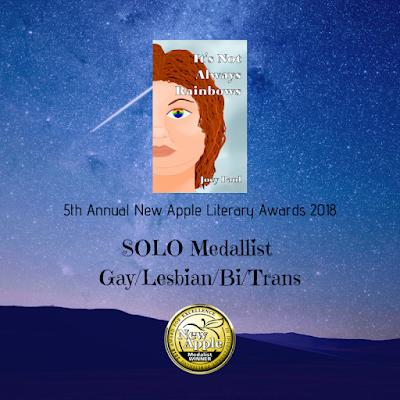 It's Not
Always
Rainbows
Josy Paul
5th Annual New Apple Literary Awards 2018
SOLO Medallist
Gay/Lesbian/Bi/Trans
EXCELLENCE
New
Apple
Medalist
WINNER